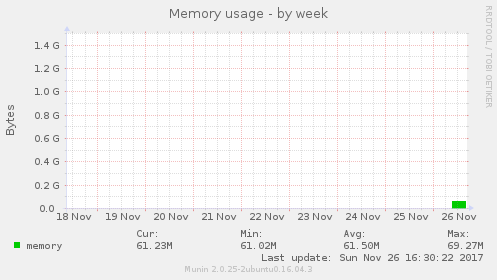 Memory usage - by week
RRDTOOL / TOBI OETIKER
Bytes
1.4 G
1.2 G
1.0 G
0.8 G
0.6 G
0.4 G
0.2 G
0.0
18 Nov 19 Nov 20 Nov 21 Nov 22 Nov 23 Nov 24 Nov 25 Nov 26 Nov
Cur: Min: Avg: Max:
memory 61.23M 61.02M 61.50M 69.27M
Last update: Sun Nov 26 16:30:22 2017
Munin 2.0.25-2ubuntu0.16.04.3